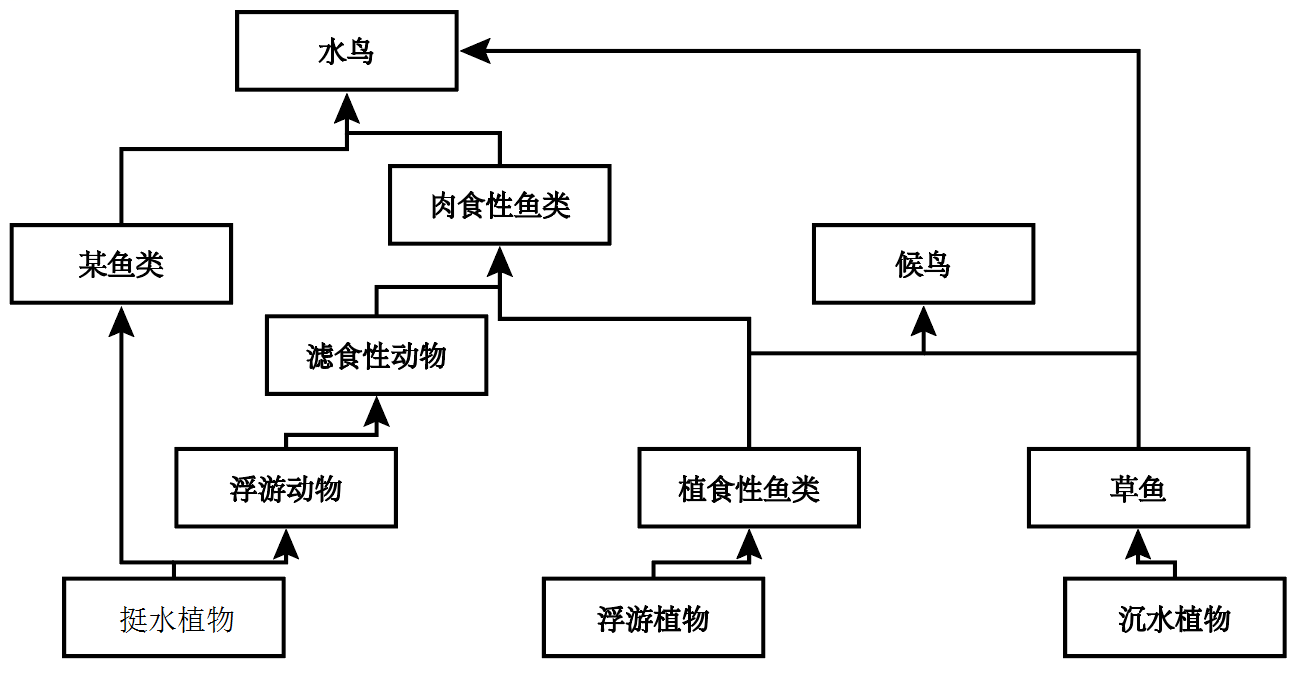 水鸟
肉食性鱼类
某鱼类
候鸟
滤食性动物
浮游动物
植食性鱼类
草鱼
挺水植物
浮游植物
沉水植物